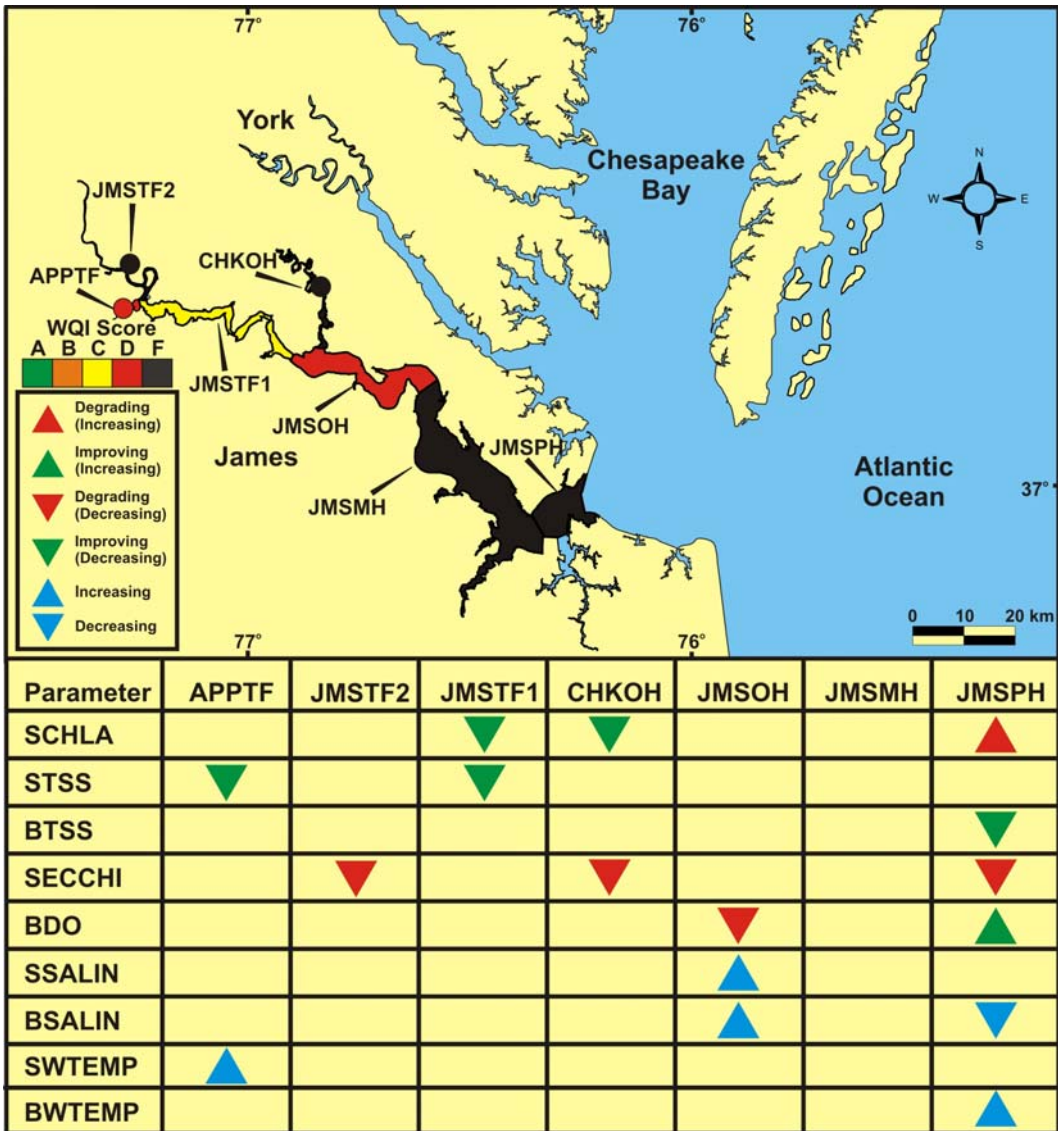 77°
76°
York
Chesapeake
Bay
N
W
E
S
JMSTF2
APPTF
CHKOH
WQI Score
A B C D F
JMSTF1
JMSOH
James
JMSPH
JMSMH
Atlantic
Ocean
37°
Degrading
(Increasing)
Improving
(Increasing)
Degrading
(Decreasing)
Improving
(Decreasing)
Increasing
Decreasing
0 10 20 km
77°
76°
Parameter APPTF JMSTF2 JMSTF1 CHKOH JMSOH JMSMH JMSPH
SCHLA
STSS
BTSS
SECCHI
BDO
SSALIN
BSALIN
SWTEMP
BWTEMP